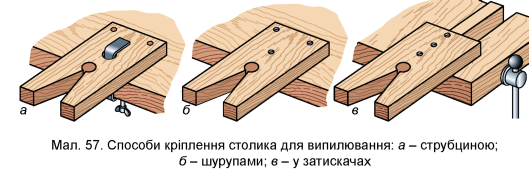 а б в
Мал. 57. Способи кріплення столика для випилювання: а – струбциною;
б – шурупами; в – у затискачах